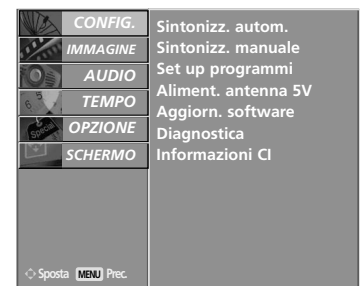 CONFIG.
IMMAGINE
AUDIO
TEMPO
OPZIONE
SCHERMO
Sintonizz. autom.
Sintonizz. manuale
Set up programmi
Aliment. antenna 5V
Aggiorn. software
Diagnostica
Informazioni CI
Sposta MENU Prec.